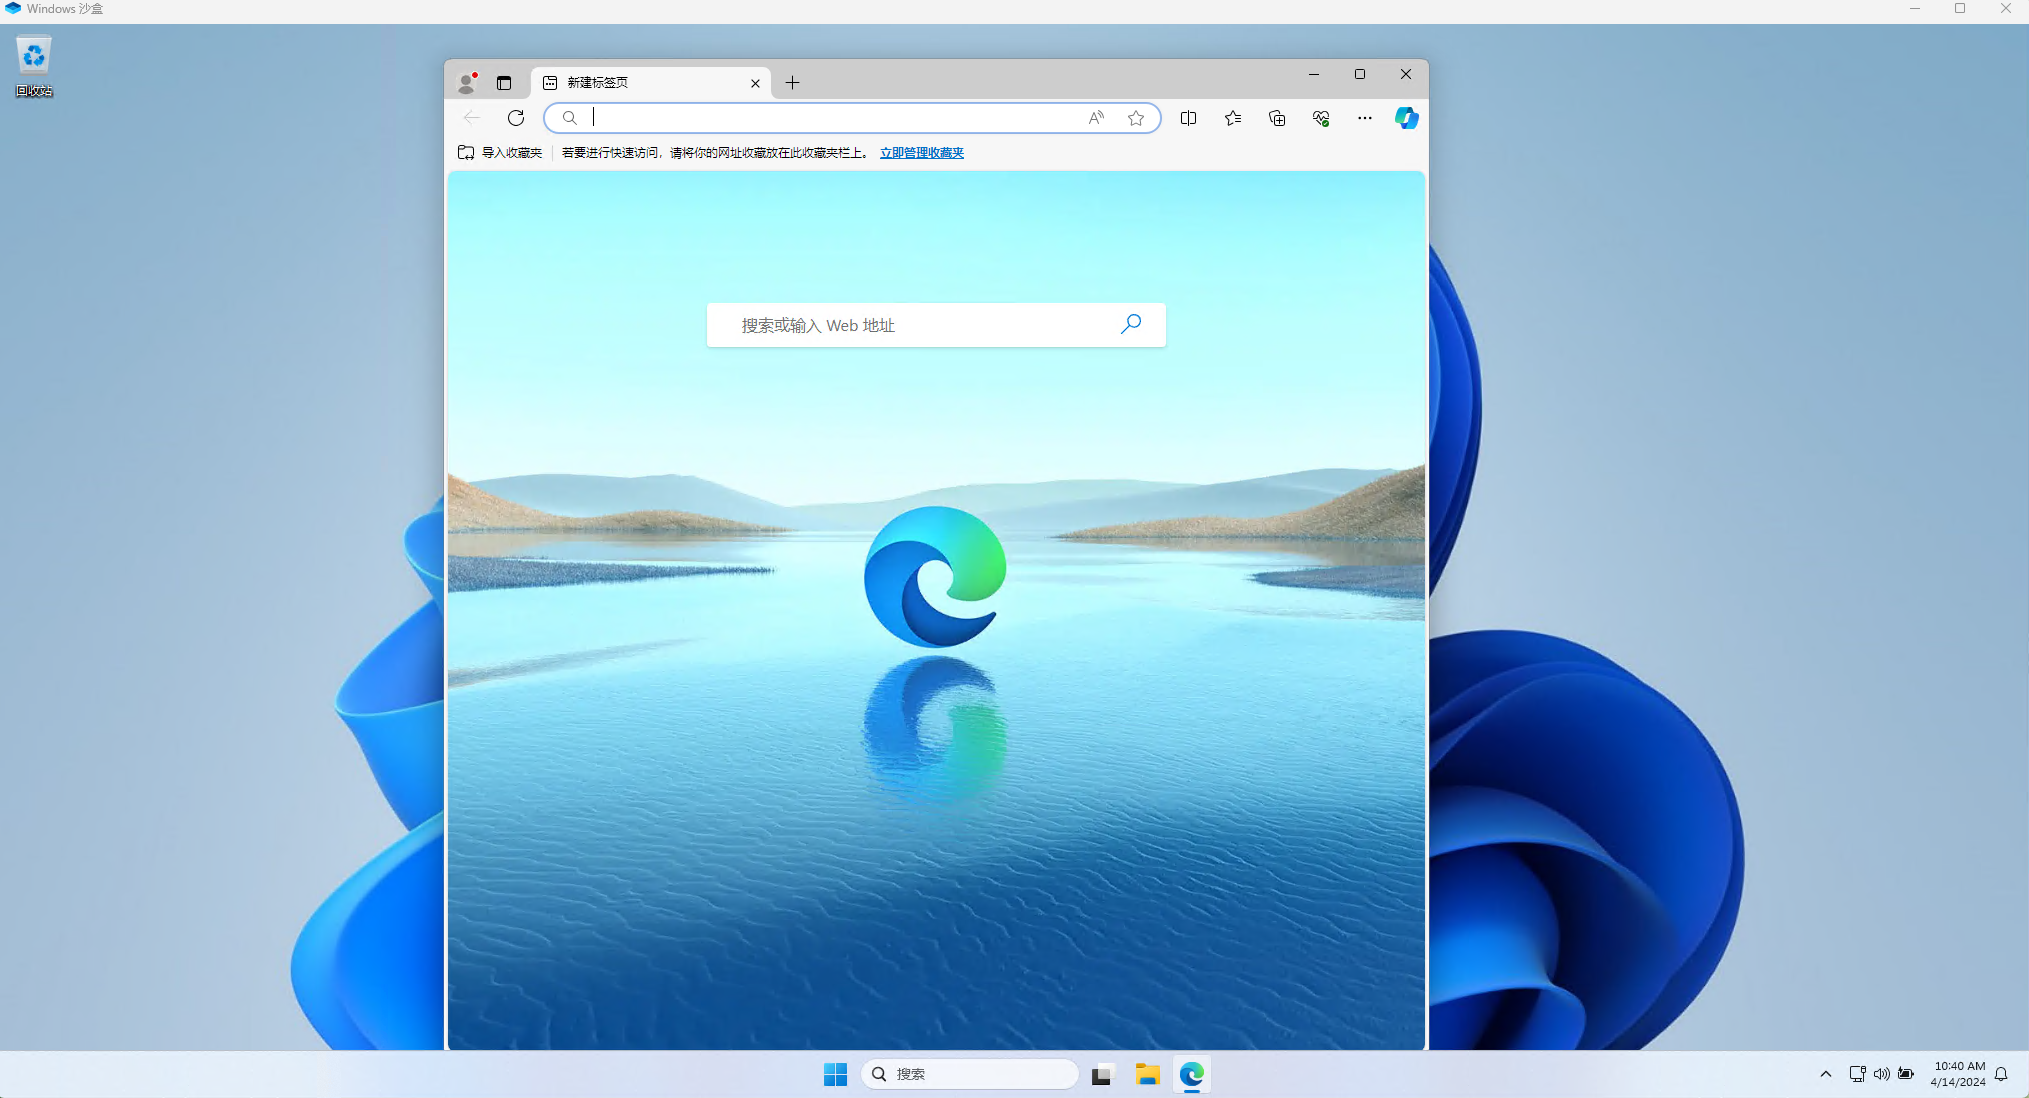 Windows 沙盒
回收站
新建标签页
导入收藏夹
若要进行快速访问，请将你的网址收藏放在此收藏夹栏上。 立即管理收藏夹
搜索或输入 Web 地址
搜索
10:40 AM
4/14/2024